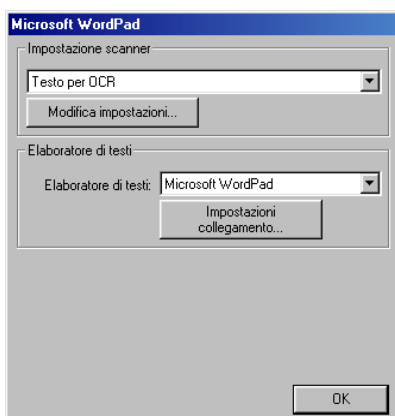 Microsoft WordPad
Impostazione scanner
Testo per OCR
Modifica impostazioni...
Elaboratore di testi
Elaboratore di testi: Microsoft WordPad
Impostazioni
collegamento...
OK